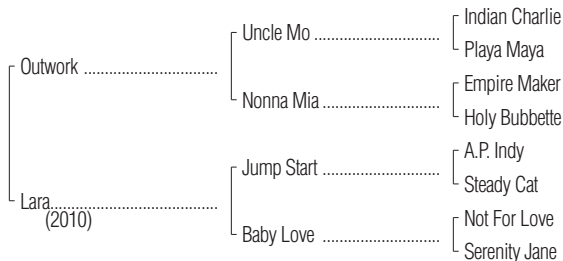 Indian Charlie
Uncle Mo ..................................
Playa Maya
Outwork ....................................
Empire Maker
Nonna Mia ................................
Holy Bubbette
A.P. Indy
Jump Start ................................
Steady Cat
Lara.............................................
(2010)
Not For Love
Baby Love ................................
Serenity Jane